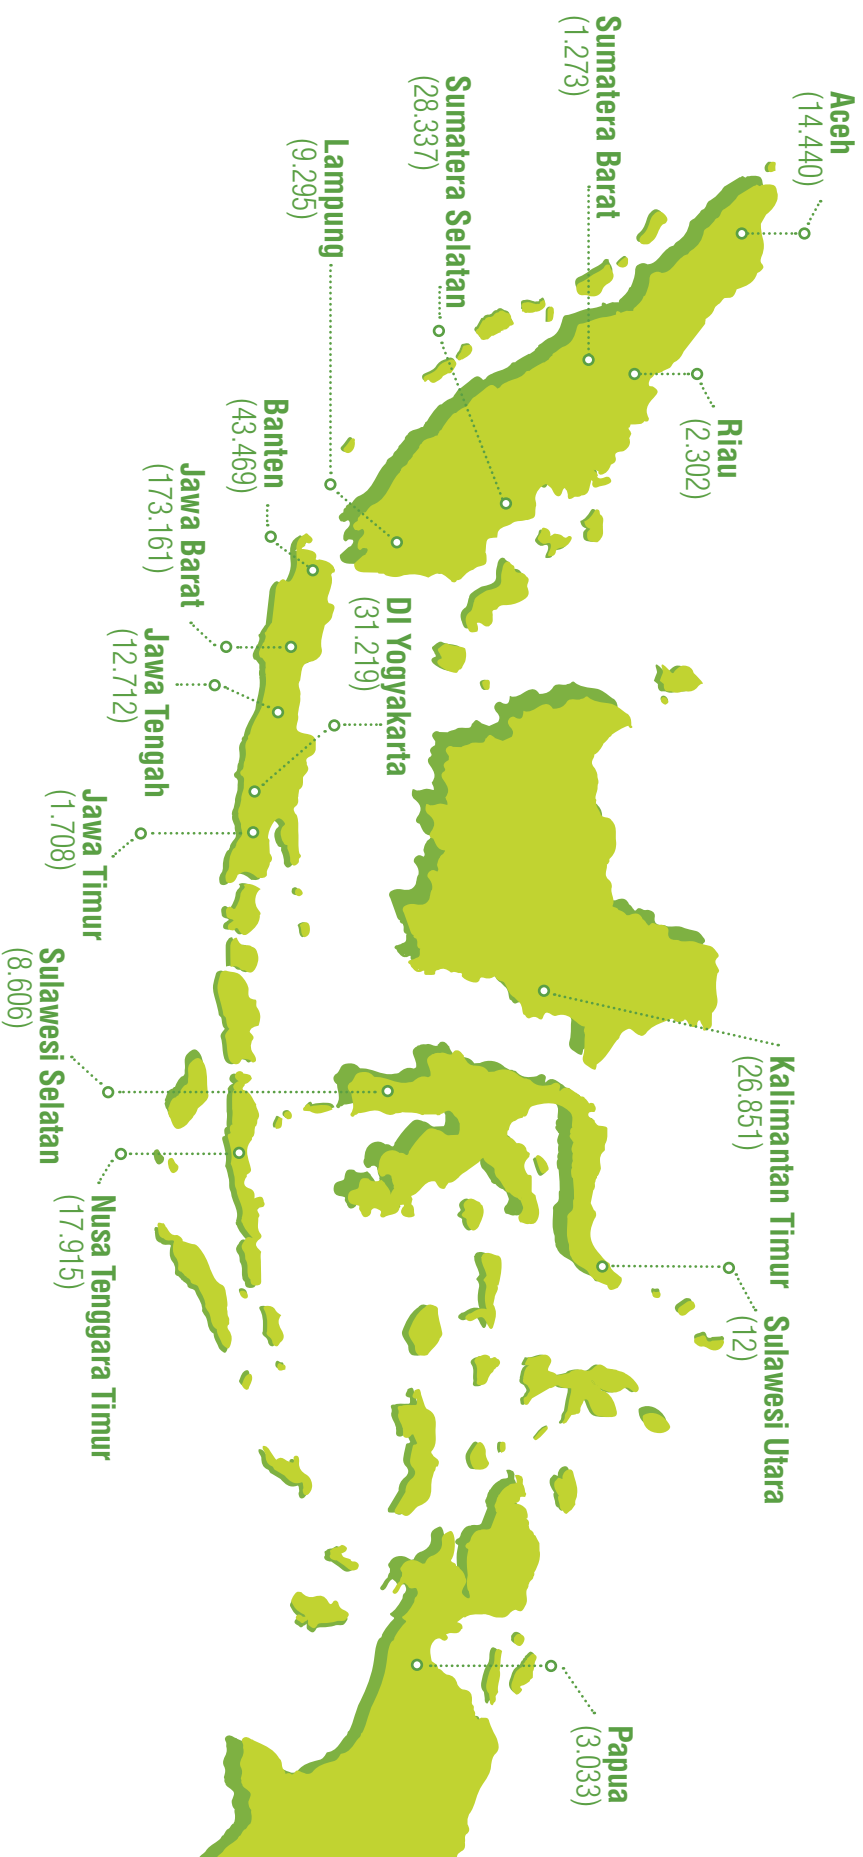 Aceh
(14.440)
Sumatera Barat
(1.273)
Sumatera Selatan
(28.337)
Lampung
(9.295)
Riau
(2.302)
Banten
(43.469)
Jawa Barat
(173.161)
Jawa Tengah
(12.712)
DI Yogyakarta
(31.219)
Jawa Timur
(1.708)
Sulawesi Selatan
(8.606)
Nusa Tenggara Timur
(17.915)
Kalimantan Timur
(26.851)
Sulawesi Utara
(12)
Papua
(3.033)